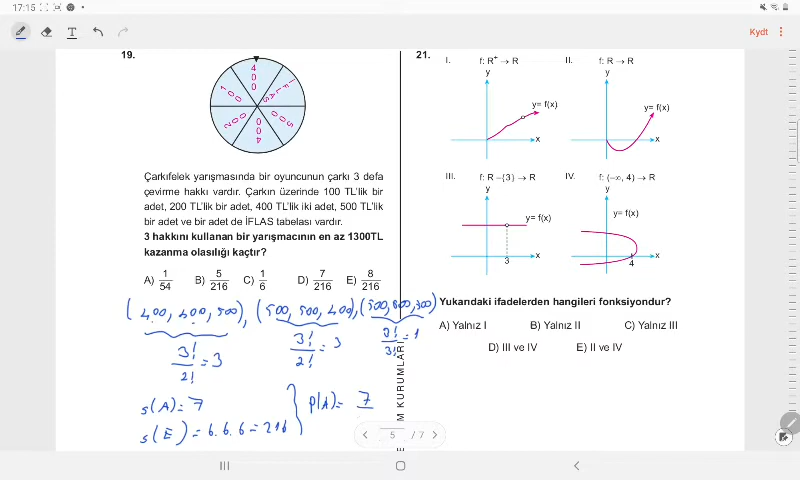 17:15
T
Kydt
19.
400
İFLAS
500
400
200
100
Çarkıfelek yarışmasında bir oyuncunun çarkı 3 defa
çevirme hakkı vardır. Çarkın üzerinde 100 TL'lik bir
adet, 200 TL'lik bir adet, 400 TL'lik iki adet, 500 TL'lik
bir adet ve bir adet de İFLAS tabelası vardır.
3 hakkını kullanan bir yarışmacının en az 1300TL
kazanma olasılığı kaçtır?
A) 1/54 B) 5/216 C) 1/6 D) 7/216 E) 8/216
(400, 400, 500), (500, 500, 400), (500, 500, 500)
3!/2! = 3 3!/2! = 3 3!/3! = 1
s(A) = 7
s(E) = 6.6.6 = 216
P(A) = 7
M KURUMLARI
21.
I. f: R⁺ → R
y
y= f(x)
x
II. f: R → R
y
y= f(x)
x
III. f: R –{3} → R
y
y= f(x)
3
x
IV. f: (–∞, 4) → R
y
y= f(x)
4
x
Yukandaki ifadelerden hangileri fonksiyondur?
A) Yalnız I B) Yalnız II C) Yalnız III
D) III ve IV E) II ve IV
5 / 7